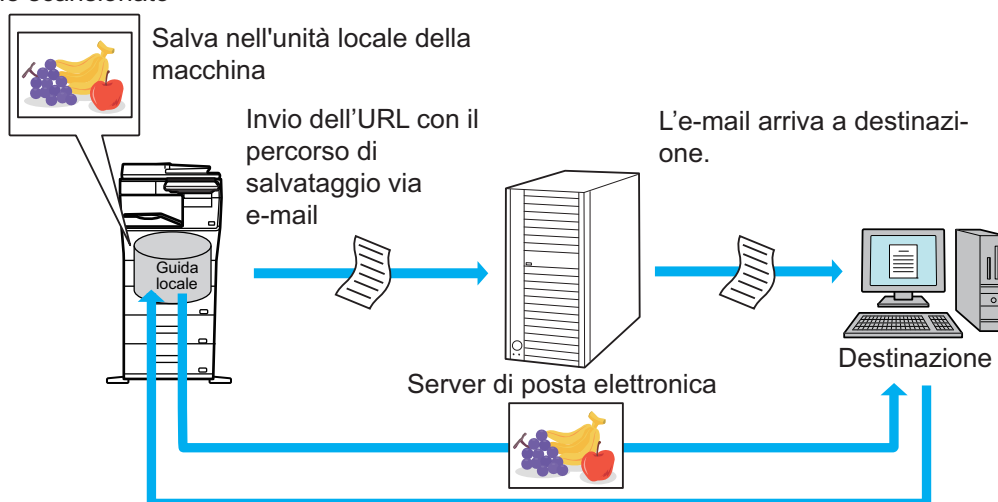 Salva nell'unità locale della
macchina
Invio dell’URL con il
percorso di
salvataggio via
e-mail
L’e-mail arriva a destinazi-
one.
Guida
locale
Server di posta elettronica
Destinazione